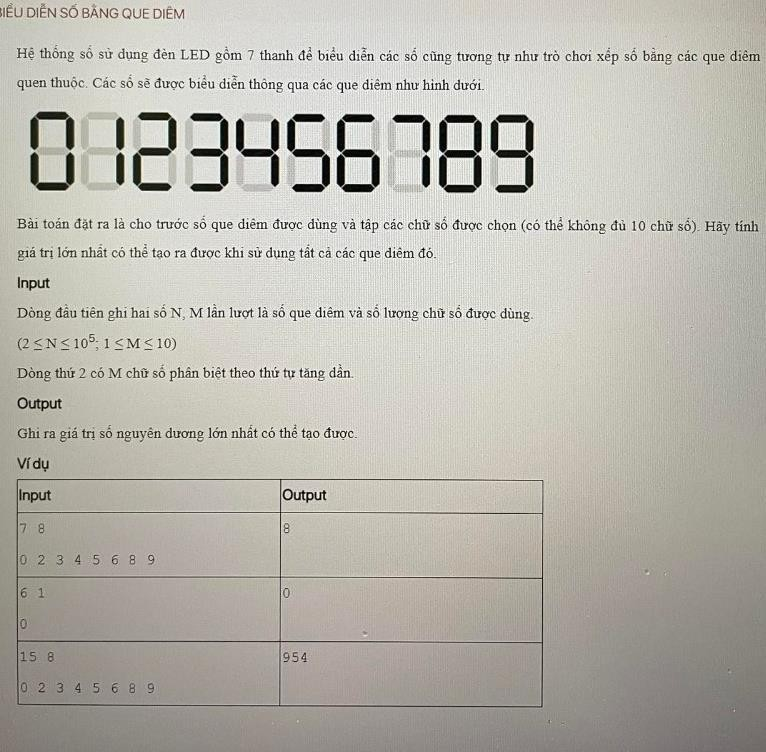 BIỂU DIỄN SỐ BẰNG QUE DIÊM
Hệ thống số sử dụng đèn LED gồm 7 thanh để biểu diễn các số cũng tương tự như trò chơi xếp số bằng các que diêm
quen thuộc. Các số sẽ được biểu diễn thông qua các que diêm như hình dưới.
0123456789
Bài toán đặt ra là cho trước số que diêm được dùng và tập các chữ số được chọn (có thể không đủ 10 chữ số). Hãy tính
giá trị lớn nhất có thể tạo ra được khi sử dụng tất cả các que diêm đó.
Input
Dòng đầu tiên ghi hai số N, M lần lượt là số que diêm và số lượng chữ số được dùng.
(2 ≤ N ≤ 10^5; 1 ≤ M ≤ 10)
Dòng thứ 2 có M chữ số phân biệt theo thứ tự tăng dần.
Output
Ghi ra giá trị số nguyên dương lớn nhất có thể tạo được.
Ví dụ
Input Output
7 8 8
0 2 3 4 5 6 8 9
6 1 0
0
15 8 954
0 2 3 4 5 6 8 9